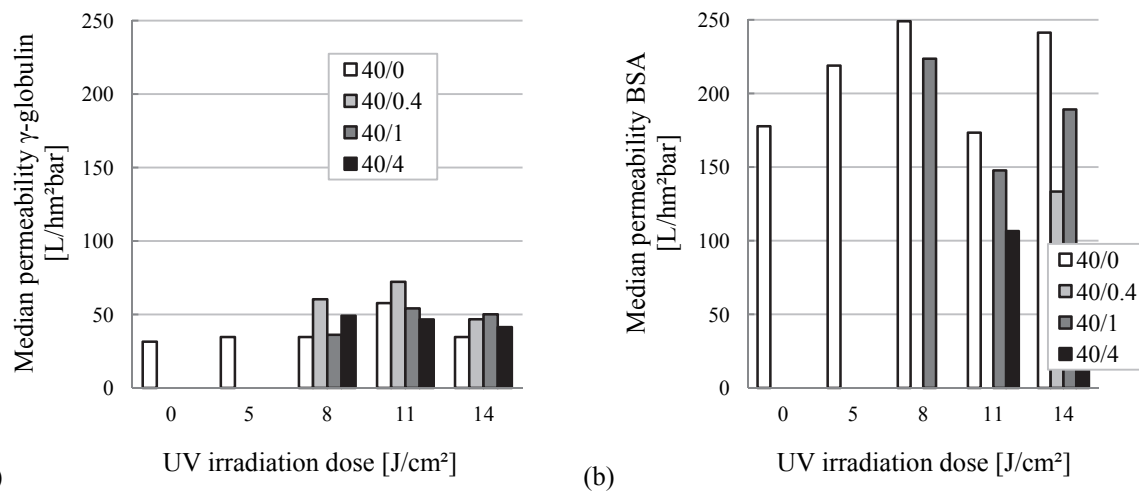 Median permeability γ-globulin
[L/hm²bar]
250
200
150
100
50
0
40/0
40/0.4
40/1
40/4
0 5 8 11 14
UV irradiation dose [J/cm²]
)
Median permeability BSA
[L/hm²bar]
250
200
150
100
50
0
40/0
40/0.4
40/1
40/4
0 5 8 11 14
UV irradiation dose [J/cm²]
(b)